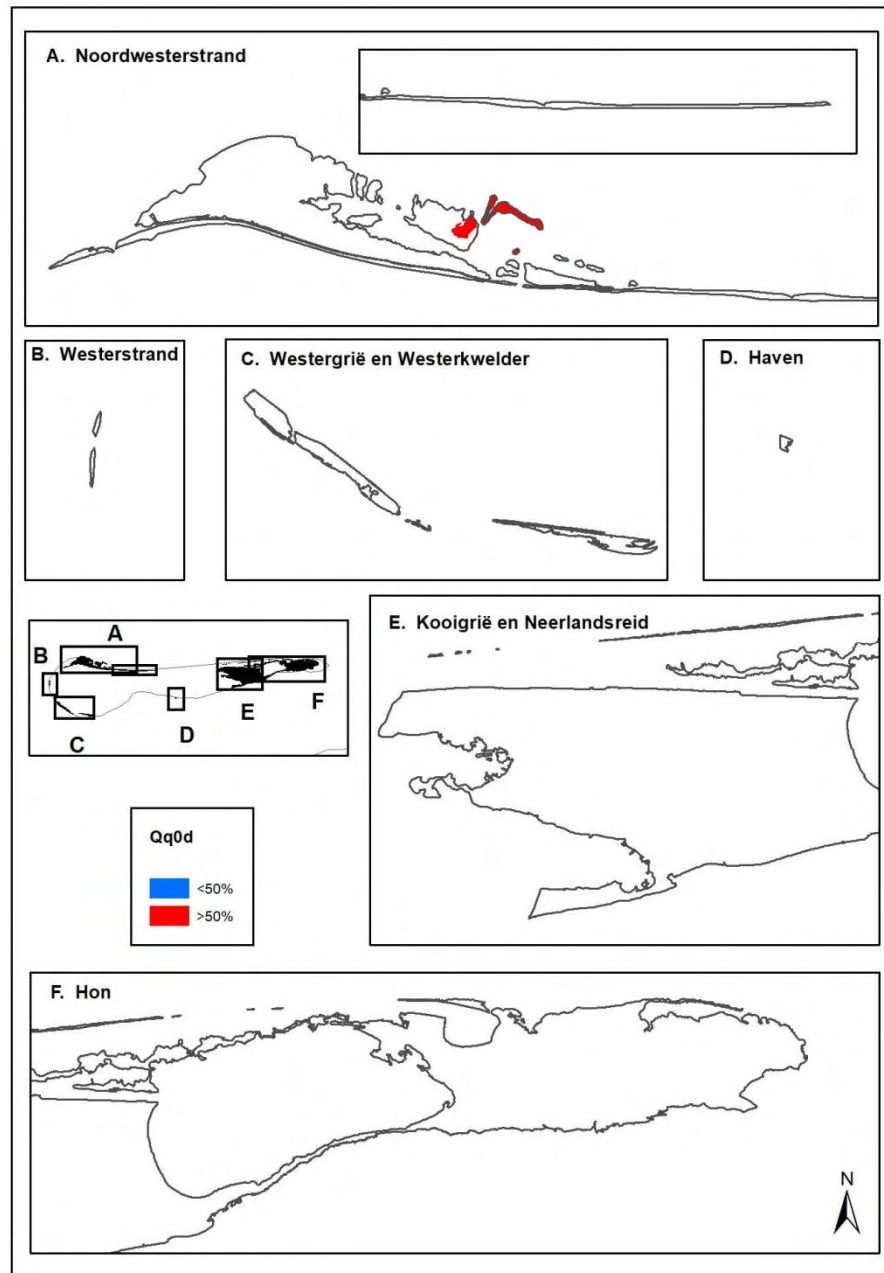 A. Noordwesterstrand
B. Westerstrand
C. Westergrië en Westerkwelder
D. Haven
A
B
C
D
E
F
E. Kooigrië en Neerlandsreid
Qq0d
<50%
>50%
F. Hon
N